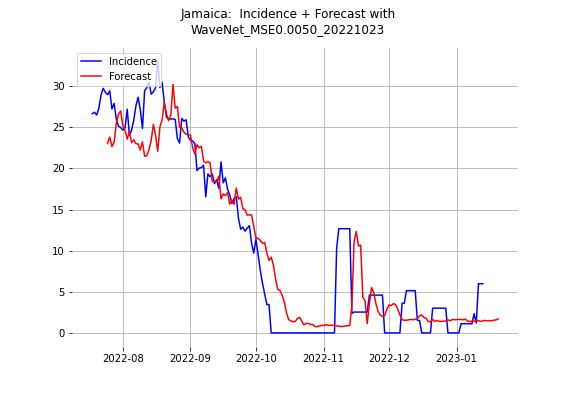 Jamaica:  Incidence + Forecast with
WaveNet_MSE0.0050_20221023
Incidence
Forecast
30
25
20
15
10
5
0
2022-08 2022-09 2022-10 2022-11 2022-12 2023-01